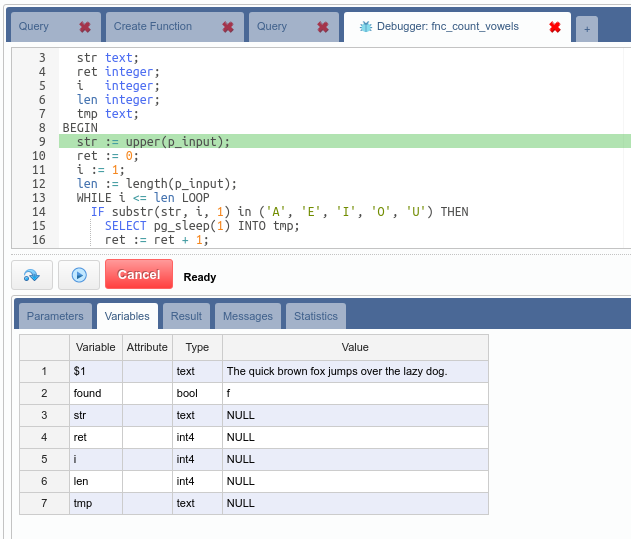 Query Create Function Query Debugger: fnc_count_vowels +
3 str text;
4 ret integer;
5 i   integer;
6 len integer;
7 tmp text;
8 BEGIN
9 str := upper(p_input);
10 ret := 0;
11 i := 1;
12 len := length(p_input);
13 WHILE i <= len LOOP
14 IF substr(str, i, 1) in ('A', 'E', 'I', 'O', 'U') THEN
15 SELECT pg_sleep(1) INTO tmp;
16 ret := ret + 1;
Cancel Ready
Parameters Variables Result Messages Statistics
Variable Attribute Type Value
1 $1 text The quick brown fox jumps over the lazy dog.
2 found bool f
3 str text NULL
4 ret int4 NULL
5 i int4 NULL
6 len int4 NULL
7 tmp text NULL